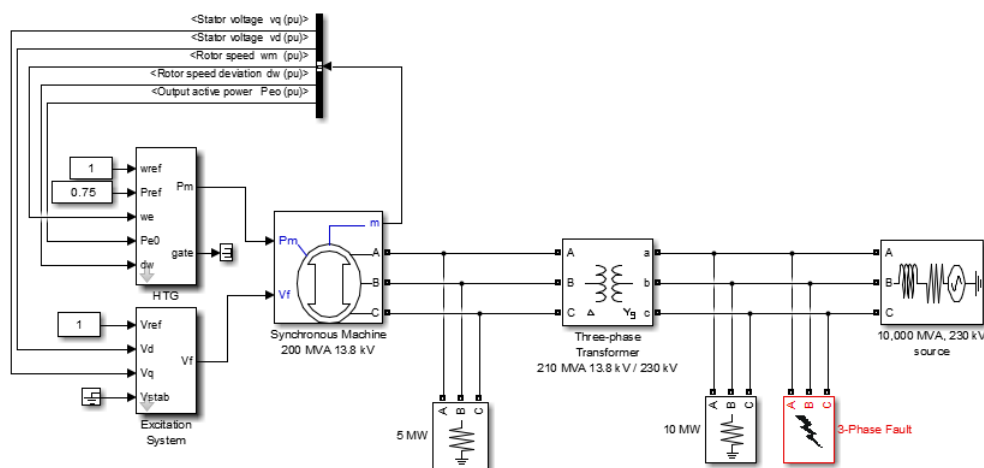 <Stator voltage vq (pu)>
<Stator voltage vd (pu)>
<Rotor speed wm (pu)>
<Rotor speed deviation dw (pu)>
<Output active power Peo (pu)>
1
0.75
wref
Pref
we
Pe0
dw
Pm
gate
HTG
1
Vref
Vd
Vq
Vstab
Vf
Excitation
System
Pm
Vf
m
A
B
C
Synchronous Machine
200 MVA 13.8 kV
A B C
5 MW
A
B
C
a
b
c
Δ
Yg
Three-phase
Transformer
210 MVA 13.8 kV / 230 kV
A B C
10 MW
A B C
3-Phase Fault
A
B
C
10,000 MVA, 230 kV
source